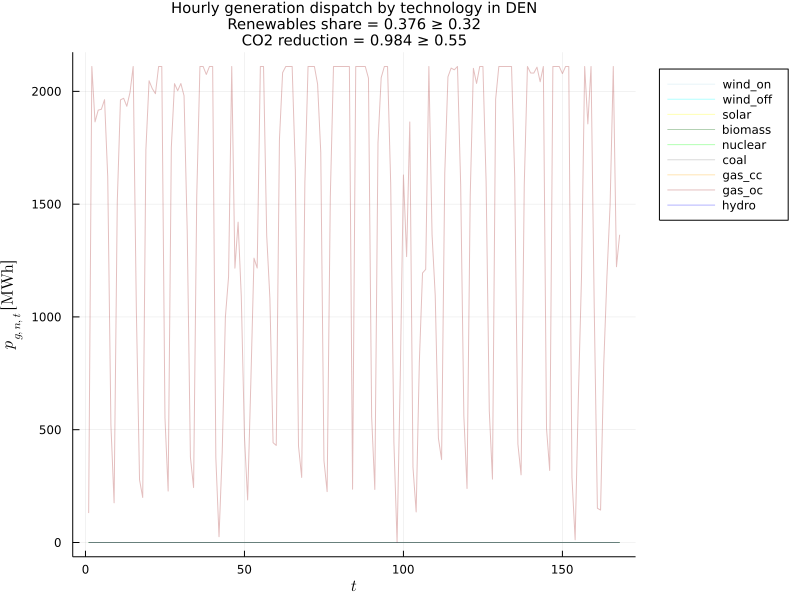 Hourly generation dispatch by technology in DEN
Renewables share = 0.376 ≥ 0.32
CO2 reduction = 0.984 ≥ 0.55
p g,n,t [MWh]
2000
1500
1000
500
0
0 50 100 150
t
wind_on
wind_off
solar
biomass
nuclear
coal
gas_cc
gas_oc
hydro